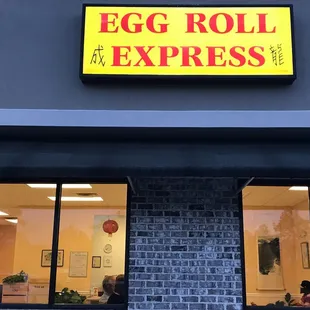 EGG ROLL
成 EXPRESS 龍